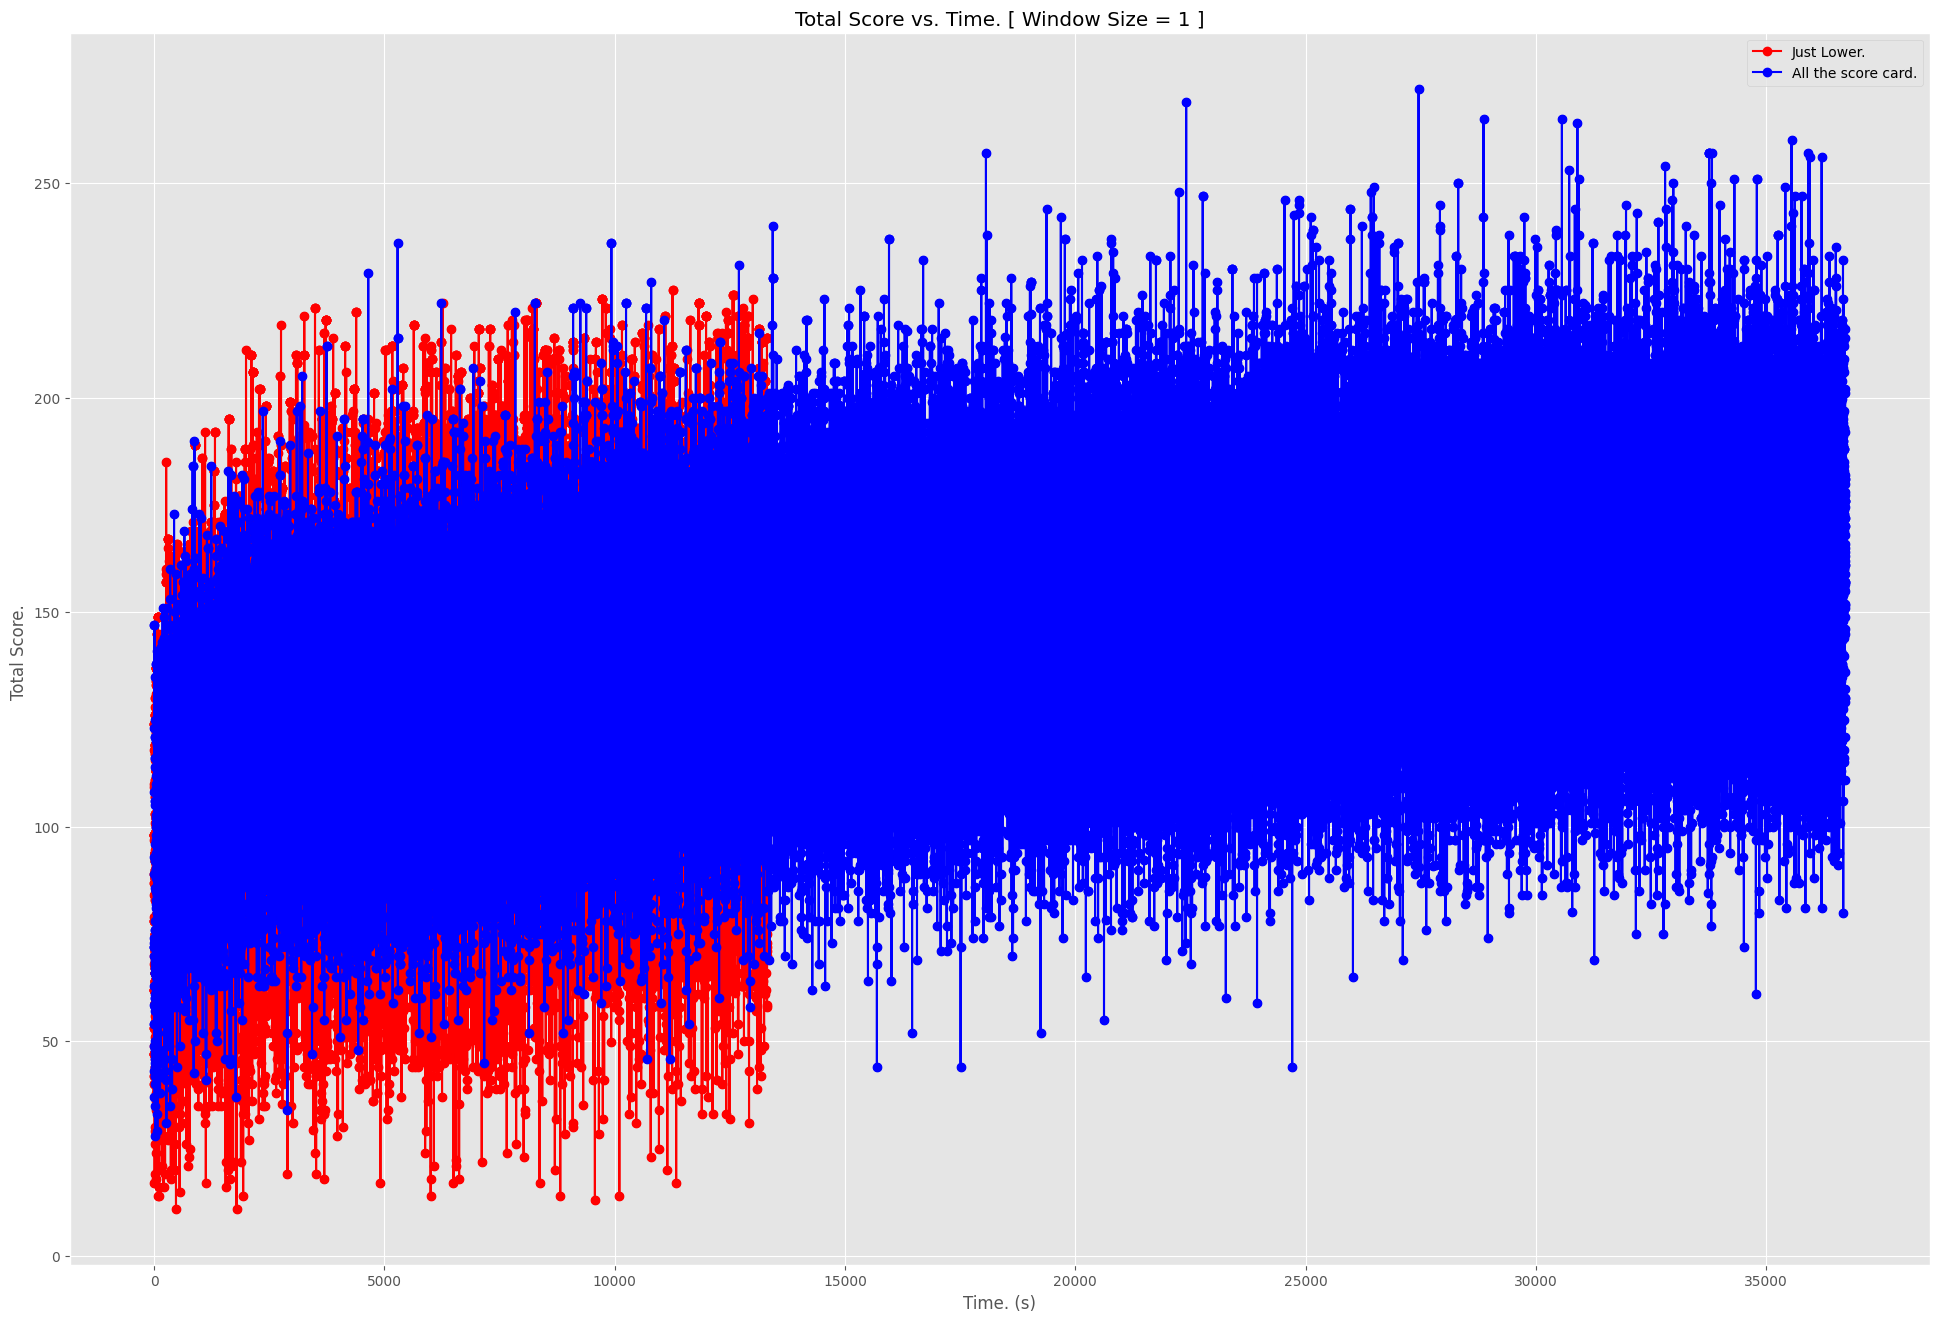 Total Score vs. Time. [ Window Size = 1 ]
Just Lower.
All the score card.
Total Score.
250
200
150
100
50
0
0
5000
10000
15000
20000
25000
30000
35000
Time. (s)